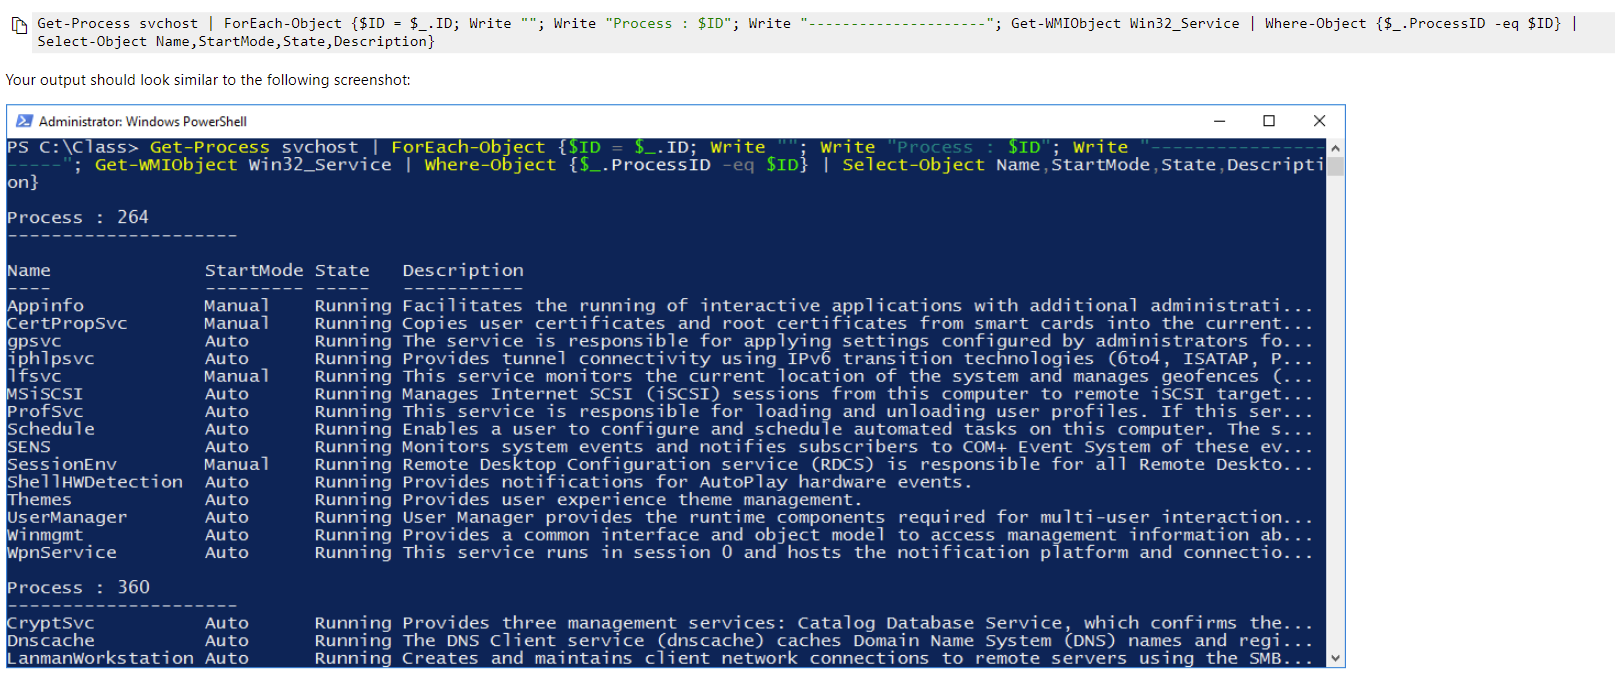 Get-Process svchost | ForEach-Object {$ID = $_.ID; Write ""; Write "Process : $ID"; Write "---------------------"; Get-WMIObject Win32_Service | Where-Object {$_.ProcessID -eq $ID} |
Select-Object Name,StartMode,State,Description}
Your output should look similar to the following screenshot:
Administrator: Windows PowerShell
PS C:\Class> Get-Process svchost | ForEach-Object {$ID = $_.ID; Write ""; Write "Process : $ID"; Write "----------------
-----"; Get-WMIObject Win32_Service | Where-Object {$_.ProcessID -eq $ID} | Select-Object Name,StartMode,State,Descripti
on}
Process : 264
---------------------
Name StartMode State Description
---- --------- ----- -----------
Appinfo Manual Running Facilitates the running of interactive applications with additional administrati...
CertPropSvc Manual Running Copies user certificates and root certificates from smart cards into the current...
gpsvc Auto Running The service is responsible for applying settings configured by administrators fo...
iphlpsvc Auto Running Provides tunnel connectivity using IPv6 transition technologies (6to4, ISATAP, P...
lfsvc Manual Running This service monitors the current location of the system and manages geofences (...
MSiSCSI Auto Running Manages Internet SCSI (iSCSI) sessions from this computer to remote iSCSI target...
ProfSvc Auto Running This service is responsible for loading and unloading user profiles. If this ser...
Schedule Auto Running Enables a user to configure and schedule automated tasks on this computer. The s...
SENS Auto Running Monitors system events and notifies subscribers to COM+ Event System of these ev...
SessionEnv Manual Running Remote Desktop Configuration service (RDCS) is responsible for all Remote Deskto...
ShellHWDetection Auto Running Provides notifications for AutoPlay hardware events.
Themes Auto Running Provides user experience theme management.
UserManager Auto Running User Manager provides the runtime components required for multi-user interaction...
Winmgmt Auto Running Provides a common interface and object model to access management information ab...
WpnService Auto Running This service runs in session 0 and hosts the notification platform and connectio...
Process : 360
---------------------
CryptSvc Auto Running Provides three management services: Catalog Database Service, which confirms the...
Dnscache Auto Running The DNS Client service (dnscache) caches Domain Name System (DNS) names and regi...
LanmanWorkstation Auto Running Creates and maintains client network connections to remote servers using the SMB...